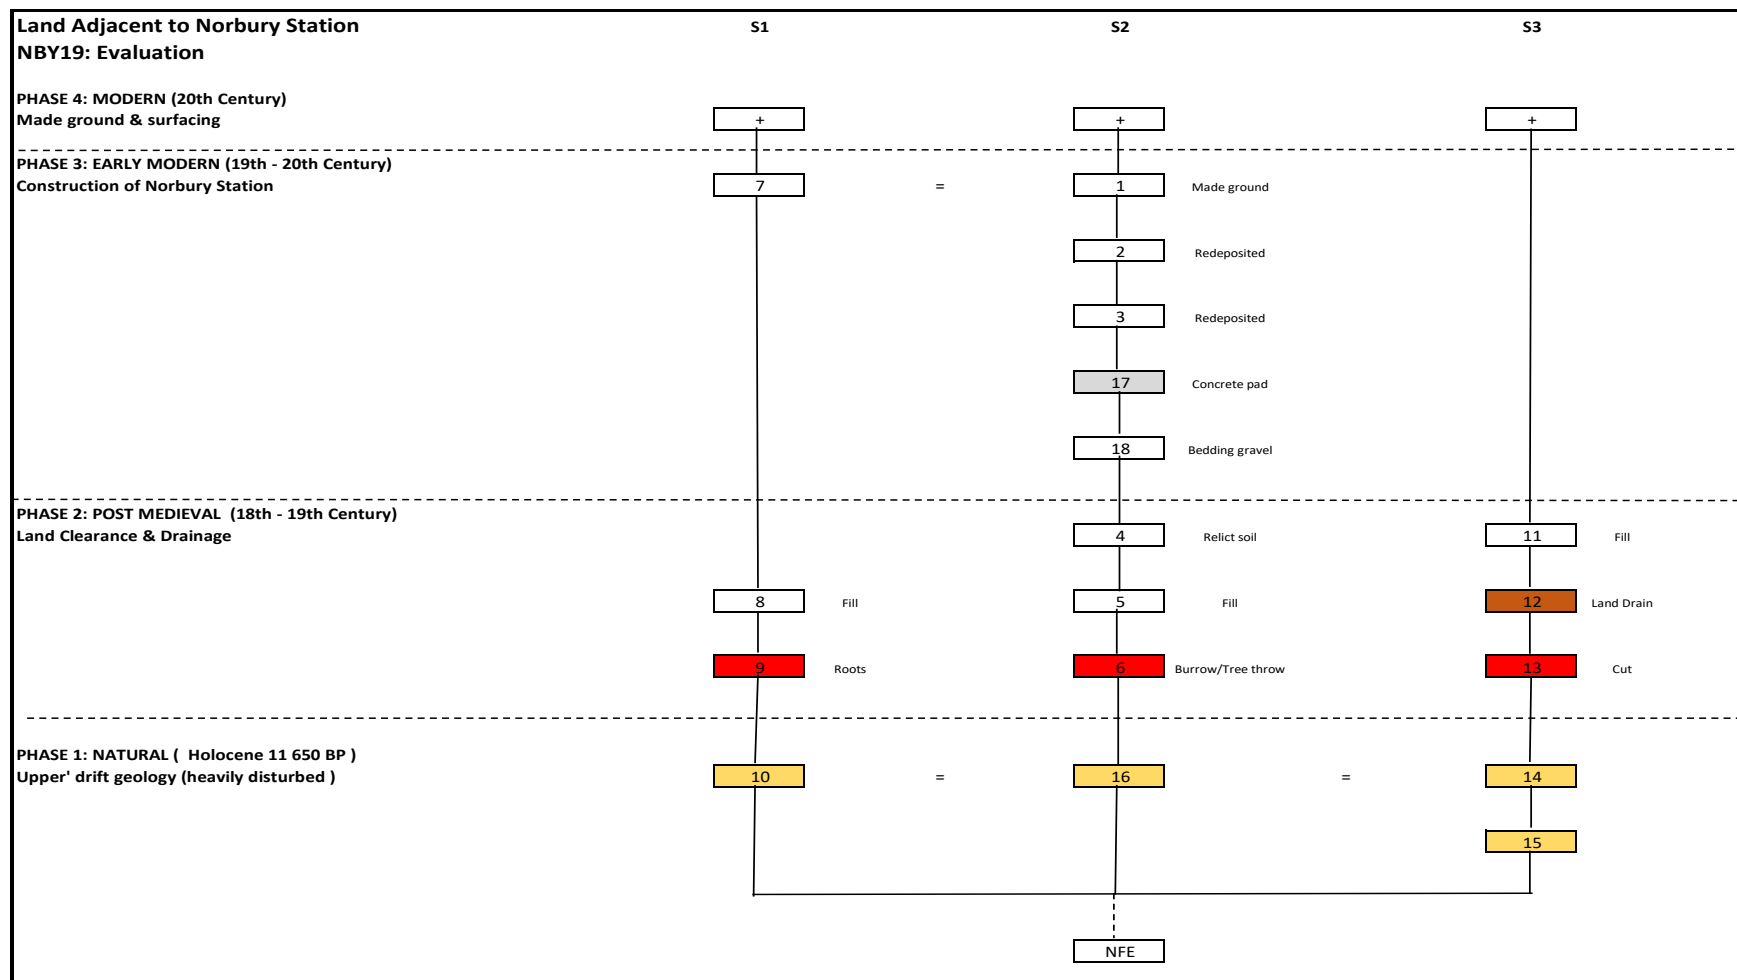 Land Adjacent to Norbury Station S1 S2 S3
NBY19: Evaluation
PHASE 4: MODERN (20th Century)
Made ground & surfacing + + +
PHASE 3: EARLY MODERN (19th - 20th Century)
Construction of Norbury Station 7 = 1 Made ground
2 Redeposited
3 Redeposited
17 Concrete pad
18 Bedding gravel
PHASE 2: POST MEDIEVAL (18th - 19th Century)
Land Clearance & Drainage 4 Relict soil 11 Fill
8 Fill 5 Fill 12 Land Drain
9 Roots 6 Burrow/Tree throw 13 Cut
PHASE 1: NATURAL ( Holocene 11 650 BP )
Upper' drift geology (heavily disturbed ) 10 = 16 = 14
15
NFE